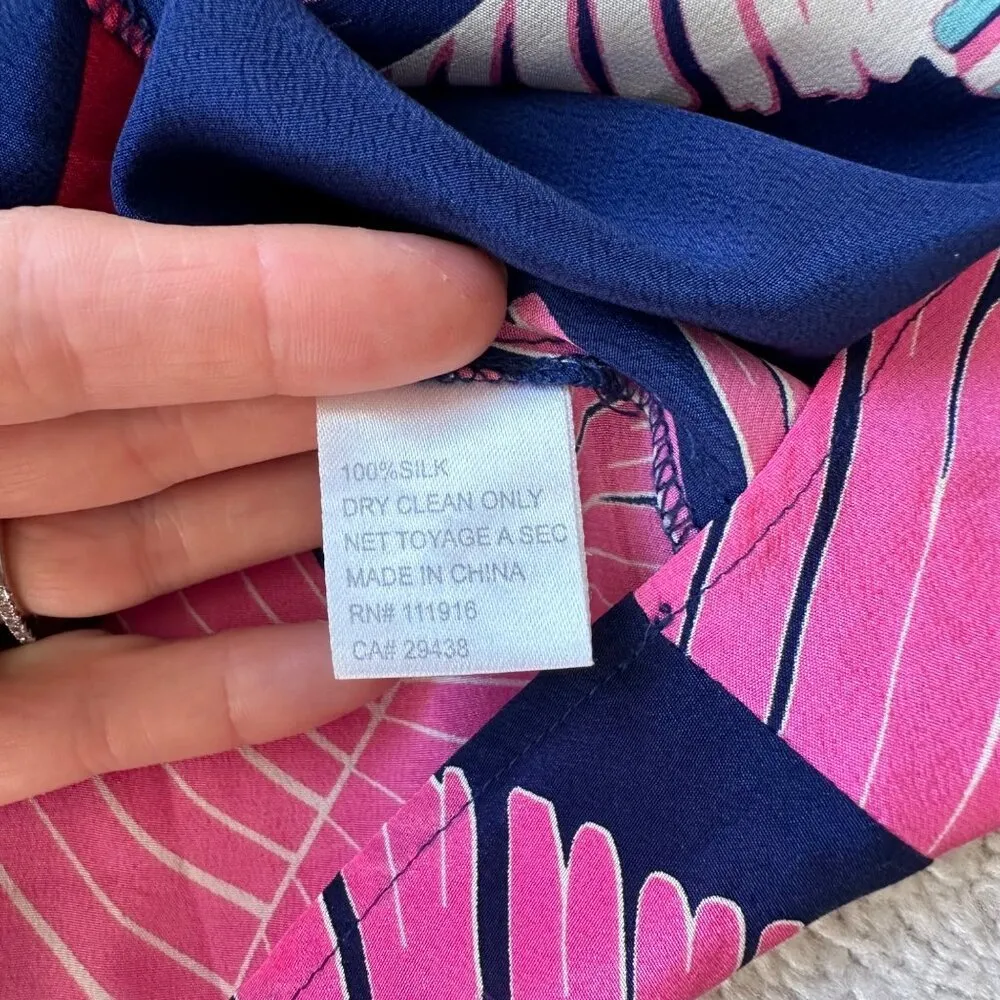 100%SILK
DRY CLEAN ONLY
NET TOYAGE A SEC
MADE IN CHINA
RN# 111916
CA# 29438